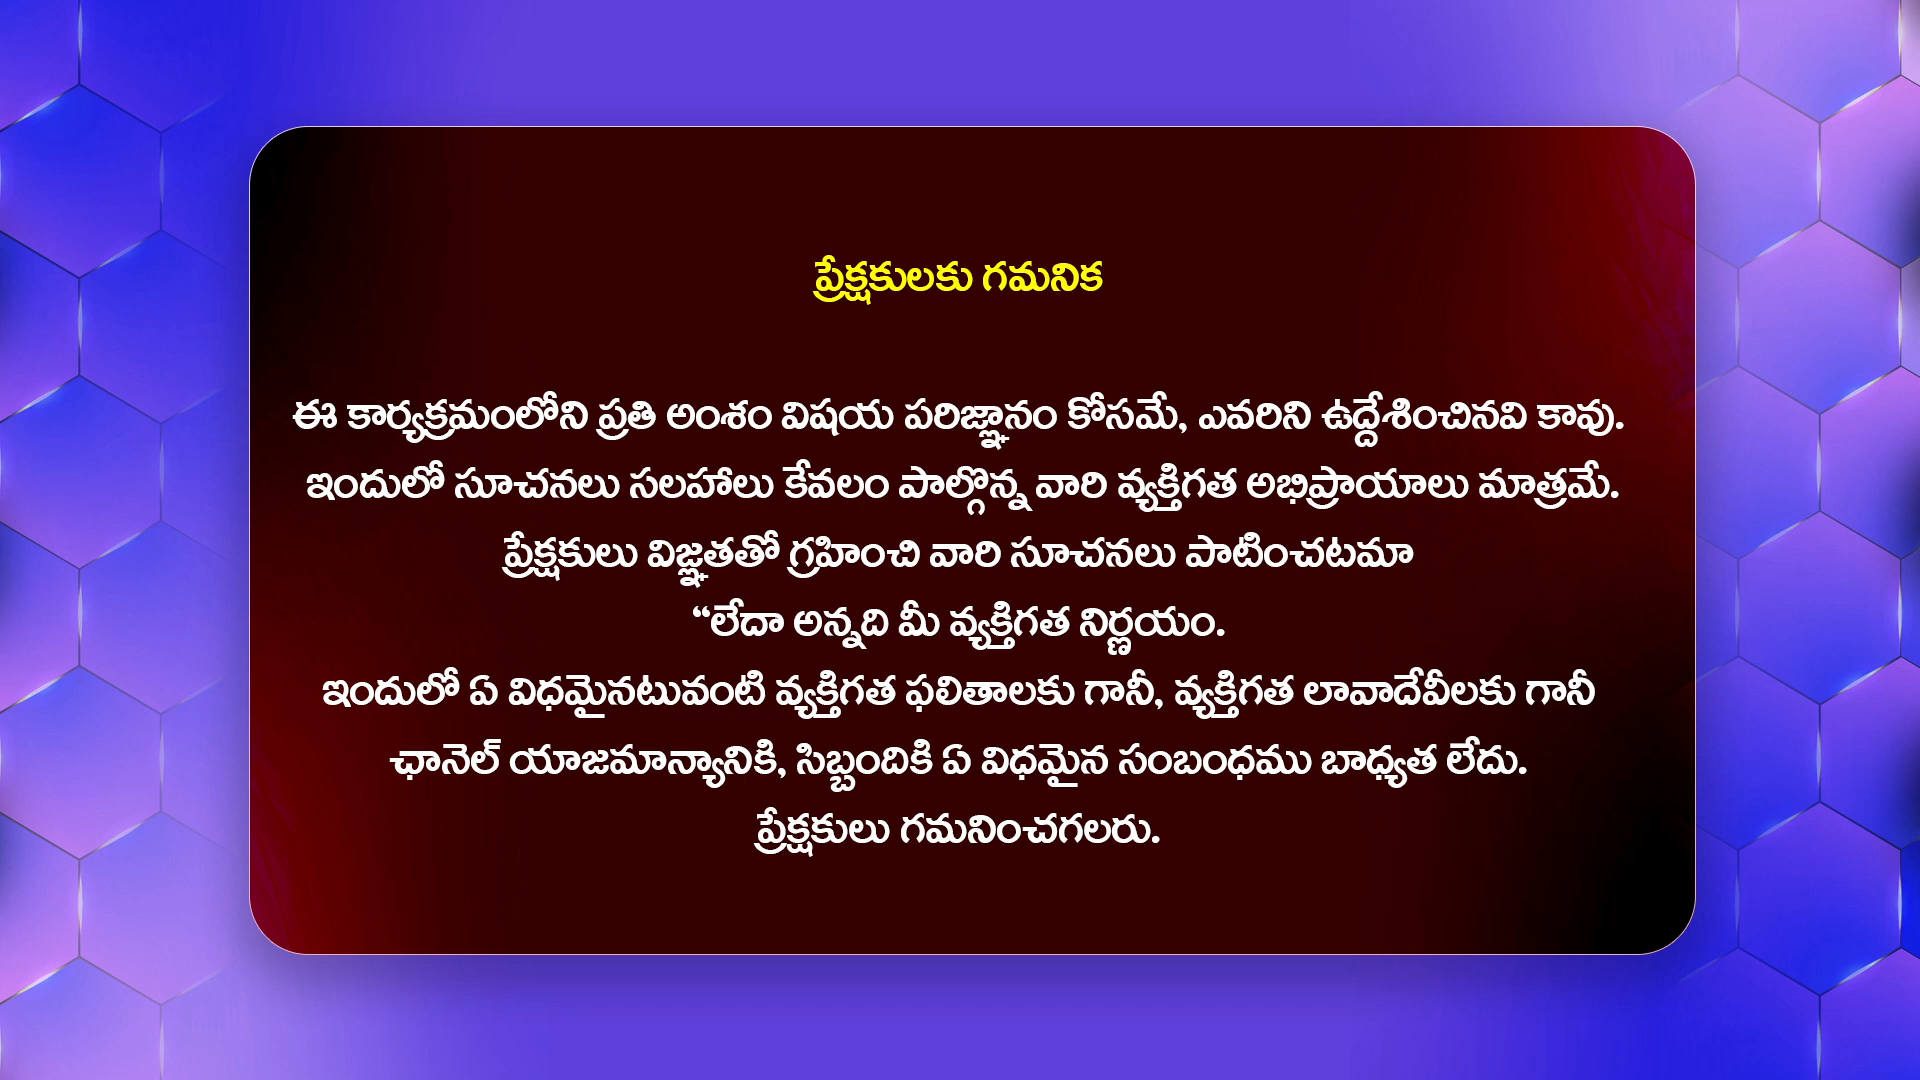 ప్రేక్షకులకు గమనిక
ఈ కార్యక్రమంలోని ప్రతి అంశం విషయ పరిజ్ఞానం కోసమే, ఎవరిని ఉద్దేశించినవి కావు.
ఇందులో సూచనలు సలహాలు కేవలం పాల్గొన్న వారి వ్యక్తిగత అభిప్రాయాలు మాత్రమే.
ప్రేక్షకులు విజ్ఞతతో గ్రహించి వారి సూచనలు పాటించటమా
“లేదా అన్నది మీ వ్యక్తిగత నిర్ణయం.
ఇందులో ఏ విధమైనటువంటి వ్యక్తిగత ఫలితాలకు గానీ, వ్యక్తిగత లావాదేవీలకు గానీ
ఛానెల్ యాజమాన్యానికి, సిబ్బందికి ఏ విధమైన సంబంధము బాధ్యత లేదు.
ప్రేక్షకులు గమనించగలరు.